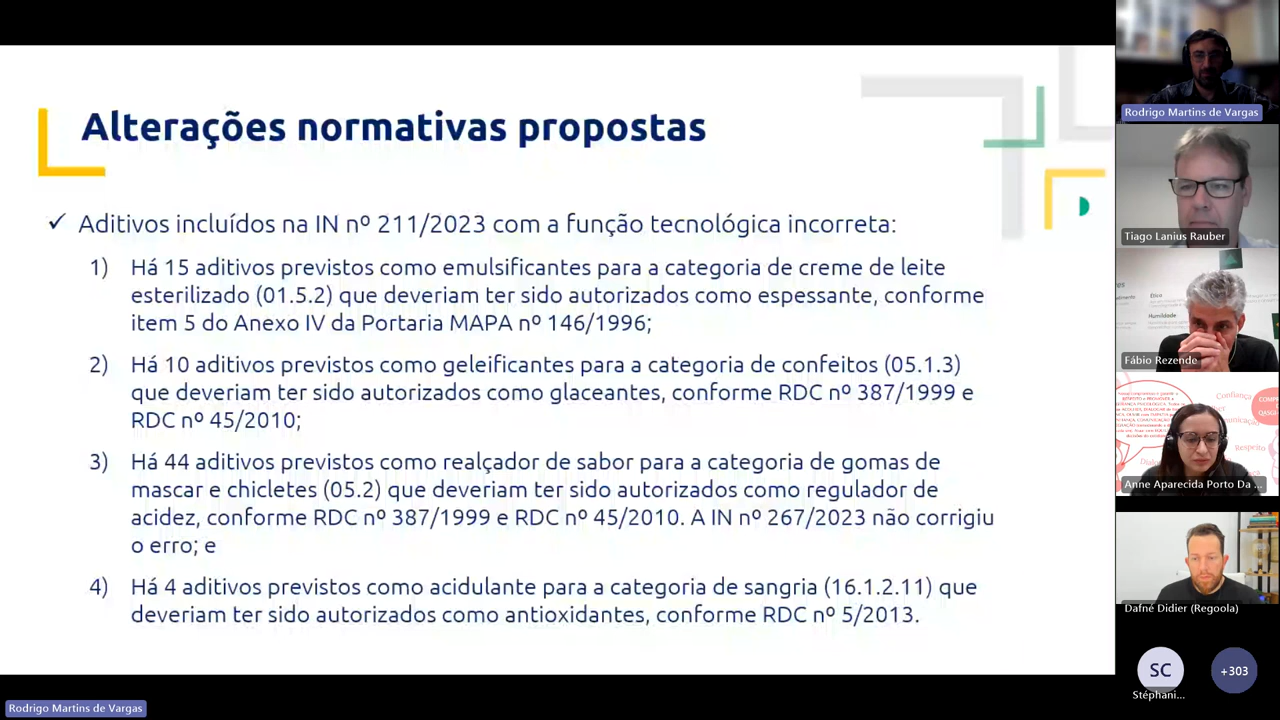 Alterações normativas propostas
✓ Aditivos incluídos na IN nº 211/2023 com a função tecnológica incorreta:
1) Há 15 aditivos previstos como emulsificantes para a categoria de creme de leite
esterilizado (01.5.2) que deveriam ter sido autorizados como espessante, conforme
item 5 do Anexo IV da Portaria MAPA nº 146/1996;
2) Há 10 aditivos previstos como geleificantes para a categoria de confeitos (05.1.3)
que deveriam ter sido autorizados como glaceantes, conforme RDC nº 387/1999 e
RDC nº 45/2010;
3) Há 44 aditivos previstos como realçador de sabor para a categoria de gomas de
mascar e chicletes (05.2) que deveriam ter sido autorizados como regulador de
acidez, conforme RDC nº 387/1999 e RDC nº 45/2010. A IN nº 267/2023 não corrigiu
o erro; e
4) Há 4 aditivos previstos como acidulante para a categoria de sangria (16.1.2.11) que
deveriam ter sido autorizados como antioxidantes, conforme RDC nº 5/2013.
Rodrigo Martins de Vargas
Rodrigo Martins de Vargas
Tiago Lanius Rauber
Ética
Humildade
Fábio Rezende
Confiança
Respeito
Anne Aparecida Porto Da ...
Dafné Didier (Regoola)
SC
+303
Stéphani...